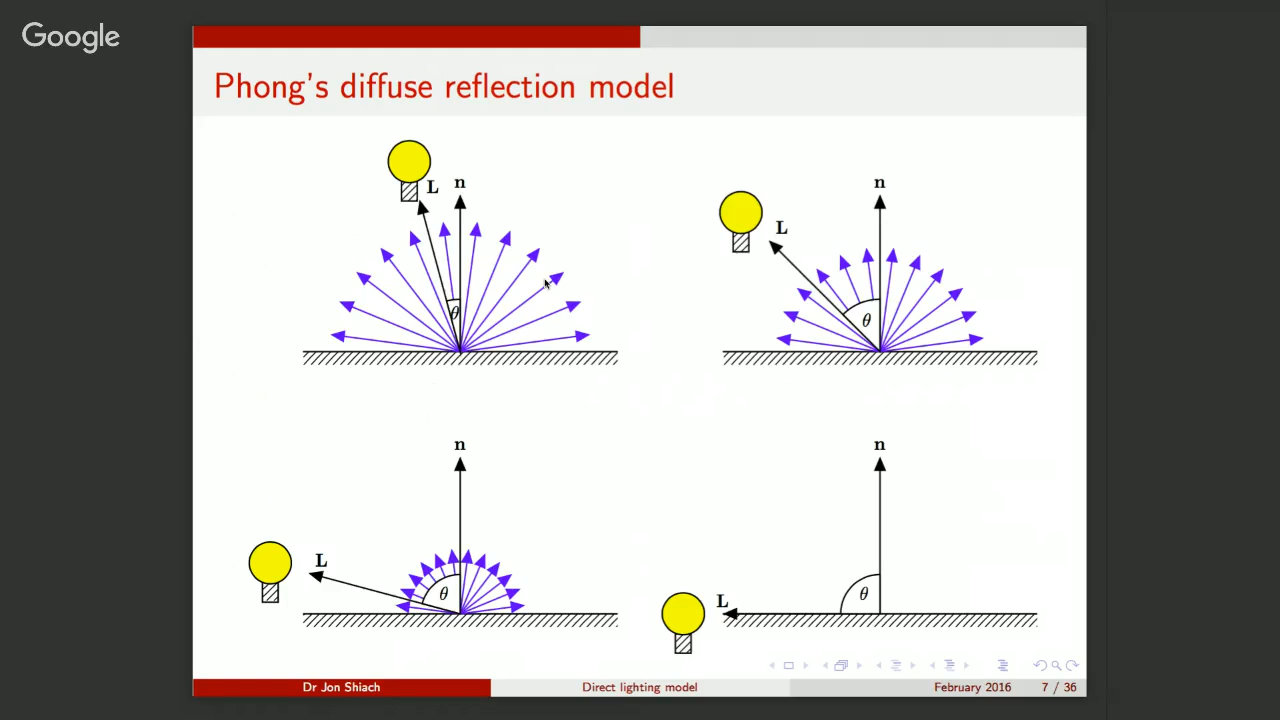 Google
Phong's diffuse reflection model
L n
θ
n
L
θ
n
L
θ
n
L
θ
Dr Jon Shiach Direct lighting model February 2016 7 / 36